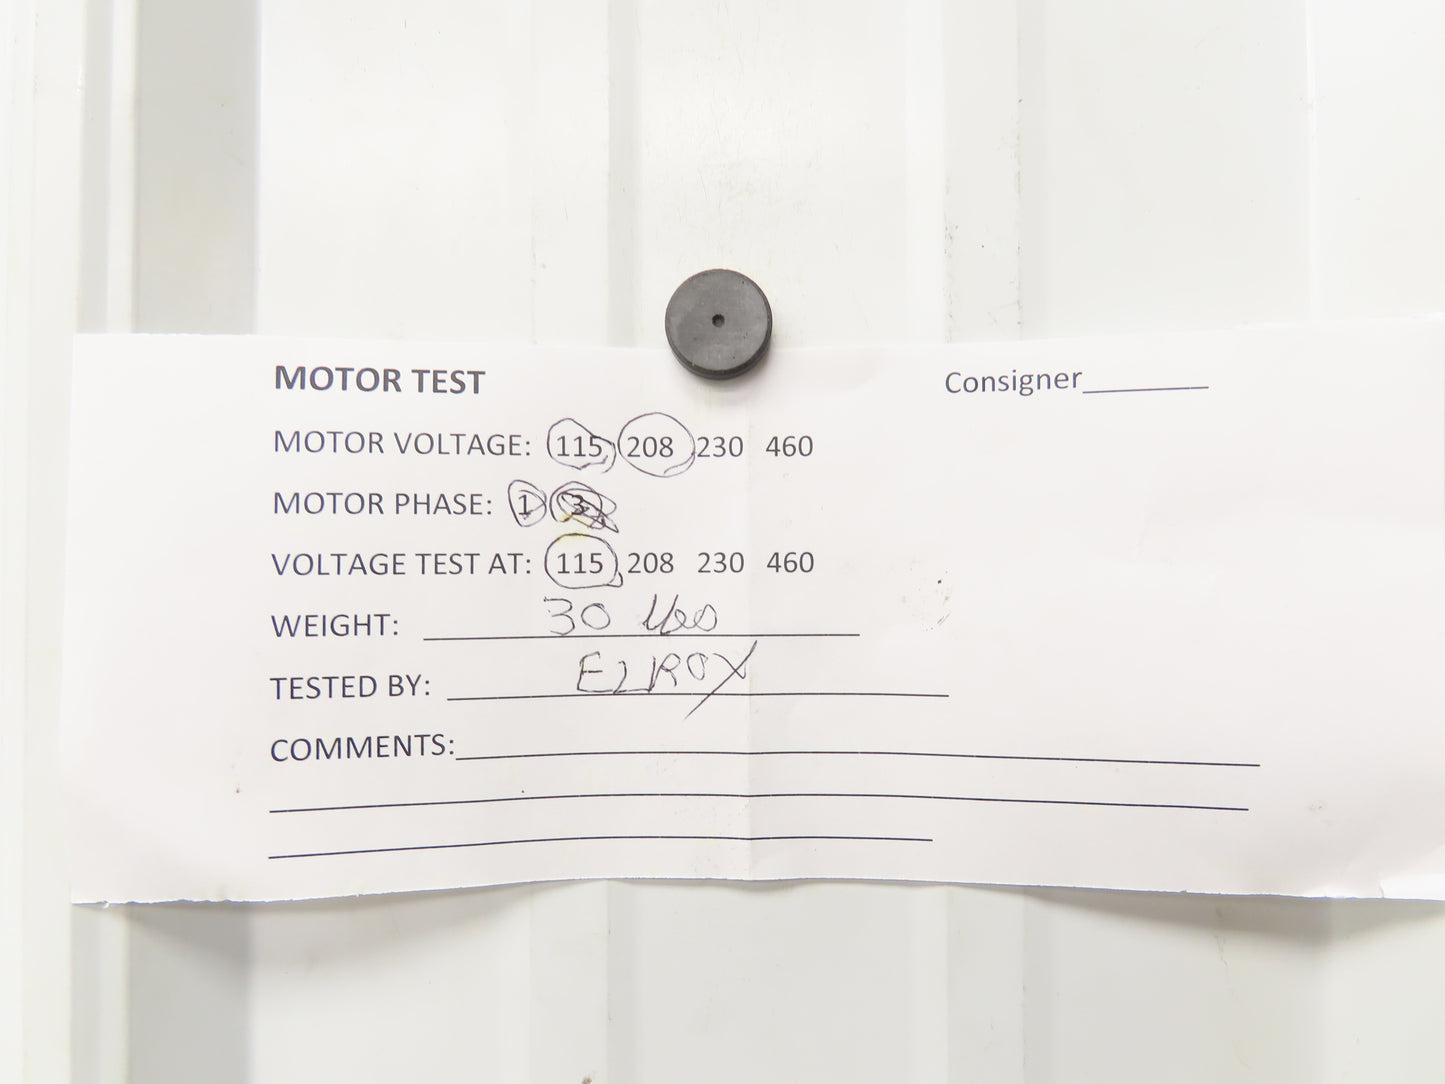 MOTOR TEST Consigner
MOTOR VOLTAGE: 115 208 230 460
MOTOR PHASE: 1 3
VOLTAGE TEST AT: 115 208 230 460
WEIGHT: 30 lbs
TESTED BY: ELROY
COMMENTS: